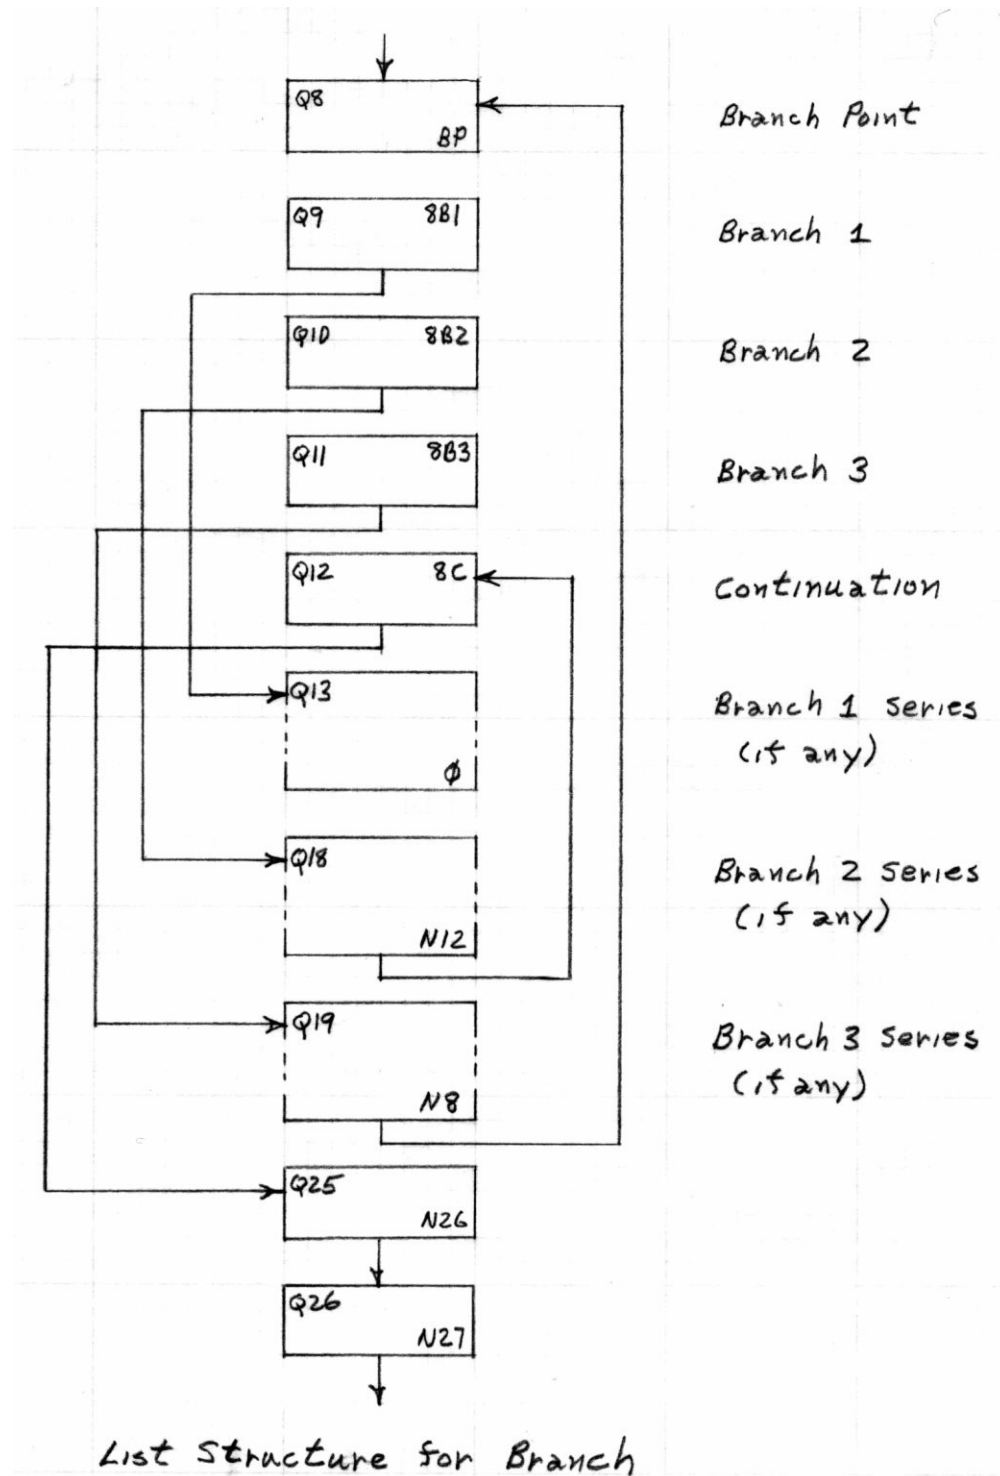 Q8
BP
Branch Point
Q9 8B1
Branch 1
Q10 8B2
Branch 2
Q11 8B3
Branch 3
Q12 8C
Continuation
Q13
Ø
Branch 1 Series
(if any)
Q18
N12
Branch 2 Series
(if any)
Q19
N8
Branch 3 Series
(if any)
Q25
N26
Q26
N27
List Structure for Branch